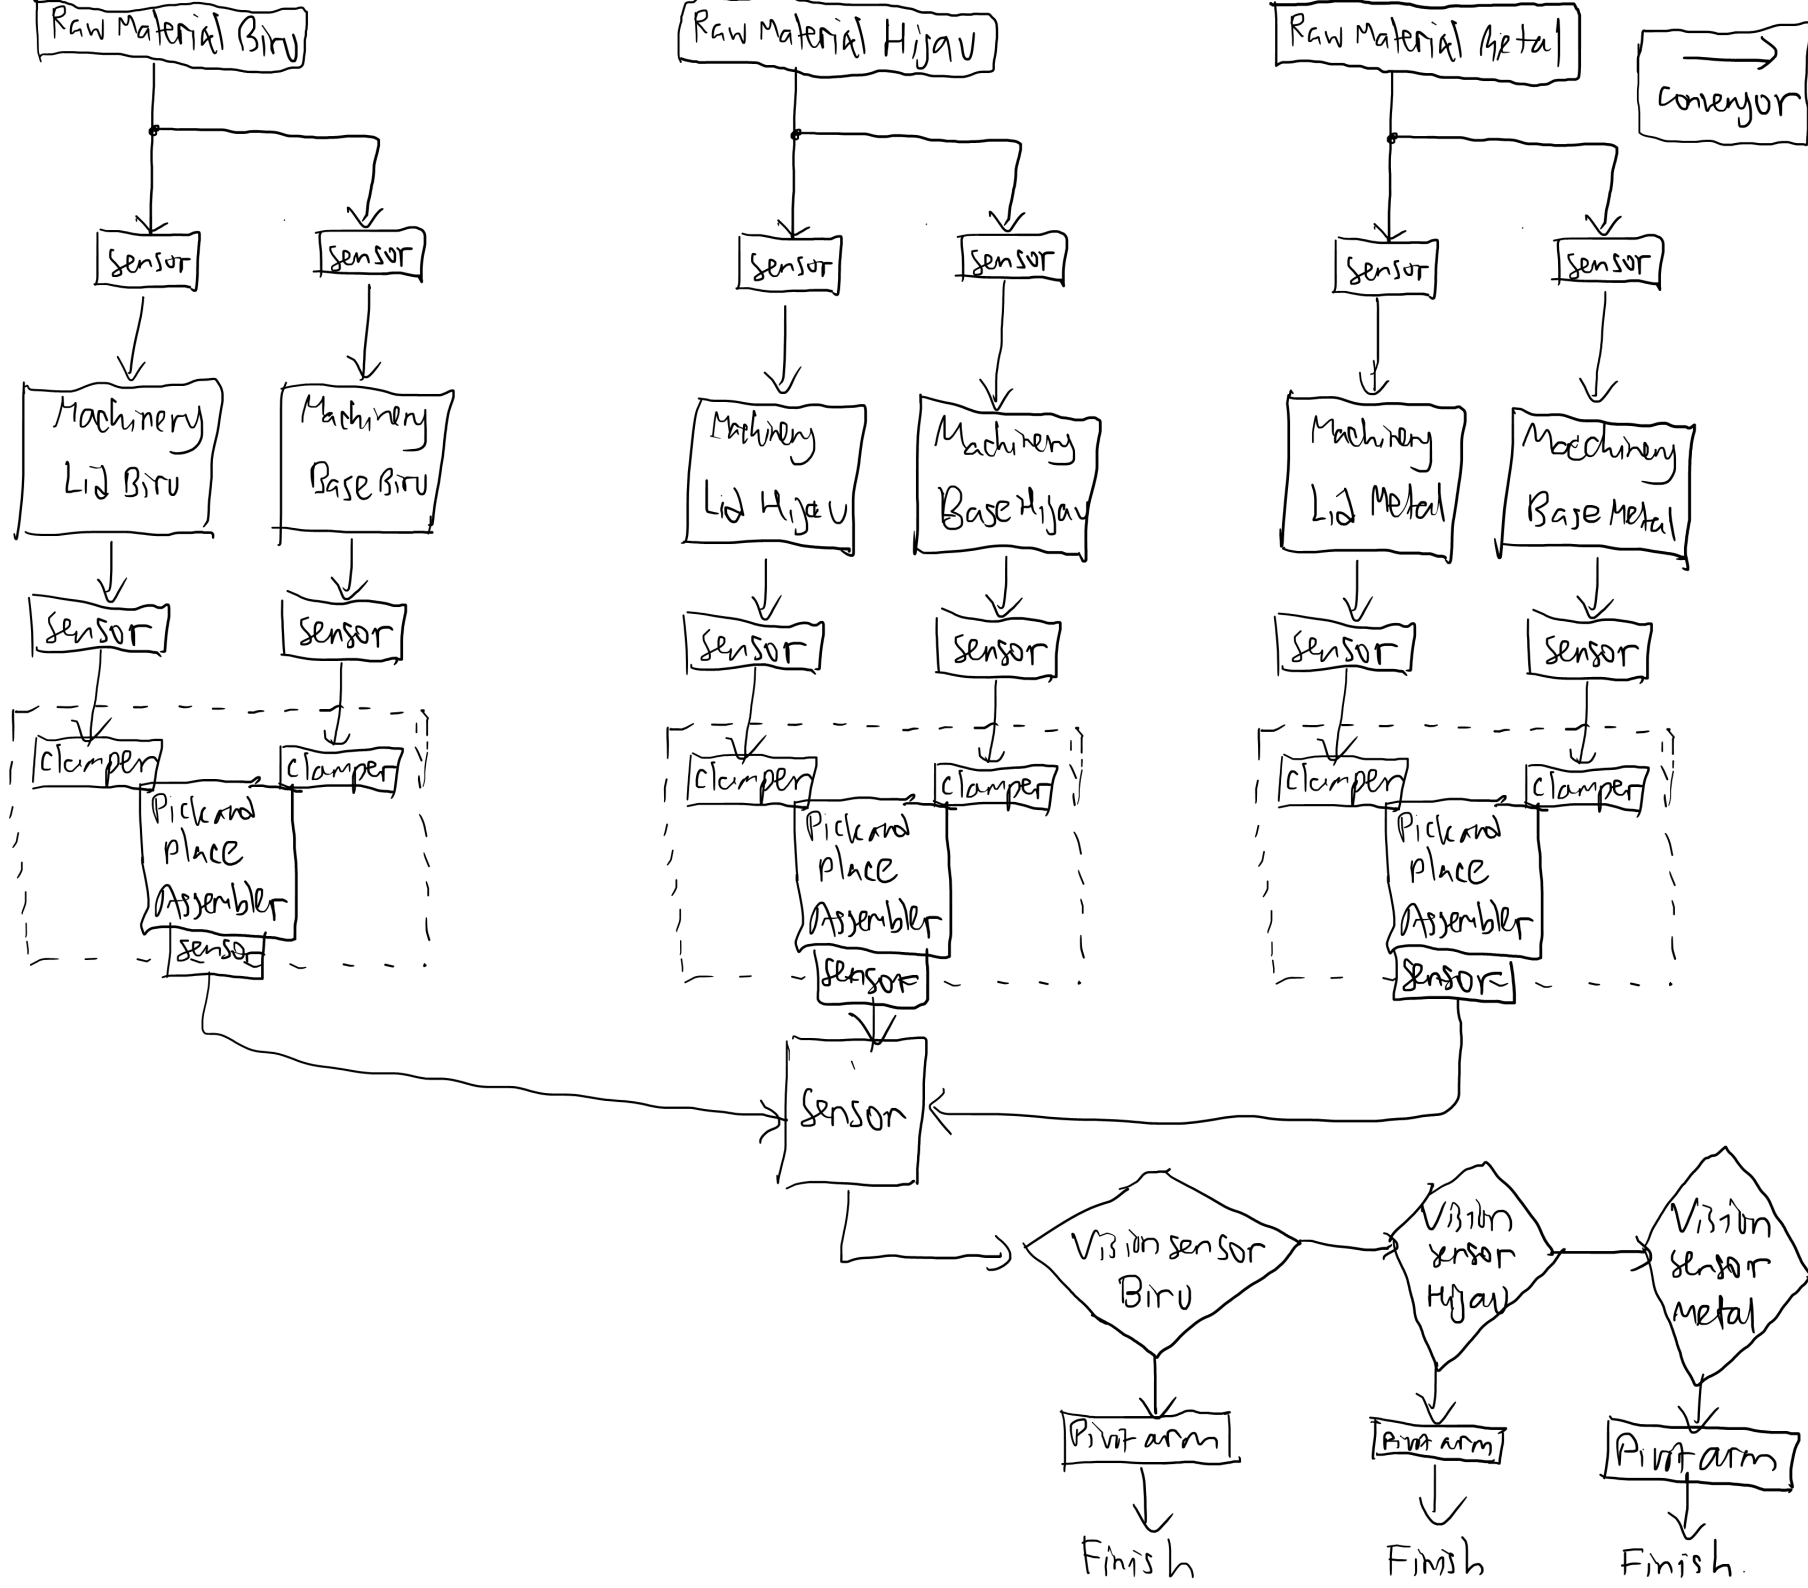 Raw Material Biru
Raw Material Hijau
Raw Material Metal
Convenyor
Sensor
Sensor
Sensor
Sensor
Sensor
Sensor
Machinery
Lid Biru
Machinery
Base Biru
Machinery
Lid Hijau
Machinery
Base Hijau
Machinery
Lid Metal
Machinery
Base Metal
Sensor
Sensor
Sensor
Sensor
Sensor
Sensor
Clamper
Clamper
Clamper
Clamper
Clamper
Clamper
Pick and
Place
Assembler
Sensor
Pick and
Place
Assembler
Sensor
Pick and
Place
Assembler
Sensor
Sensor
Vision sensor
Biru
Vision
sensor
Hijau
Vision
sensor
Metal
Pivot arm
Pivot arm
Pivot arm
Finish
Finish
Finish.